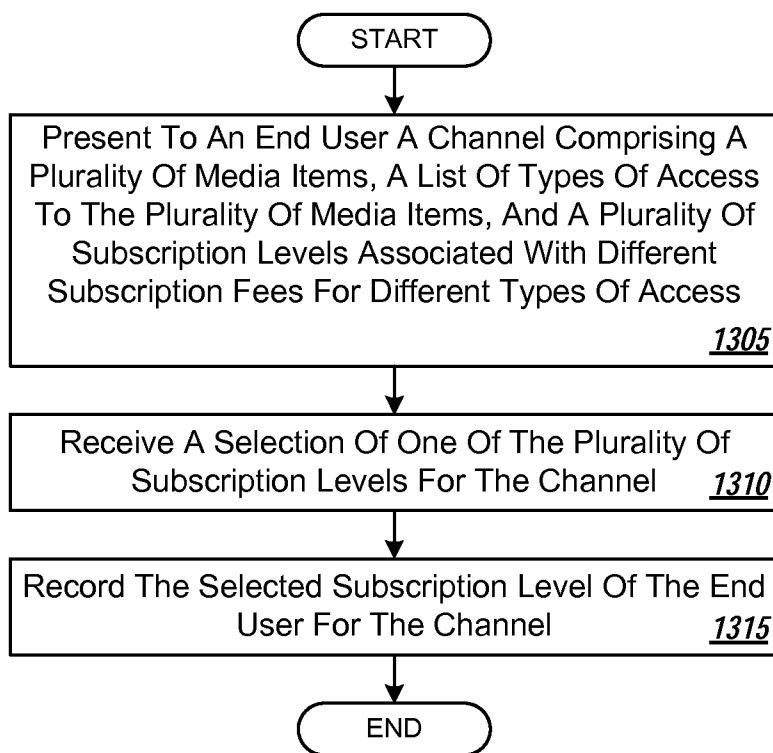 START
Present To An End User A Channel Comprising A
Plurality Of Media Items, A List Of Types Of Access
To The Plurality Of Media Items, And A Plurality Of
Subscription Levels Associated With Different
Subscription Fees For Different Types Of Access
1305
Receive A Selection Of One Of The Plurality Of
Subscription Levels For The Channel 1310
Record The Selected Subscription Level Of The End
User For The Channel 1315
END